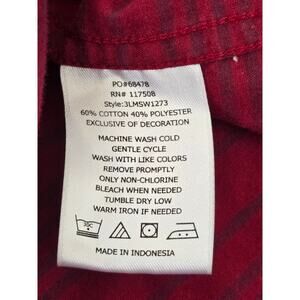 PO#68478
RN# 117508
Style:3LMSW1273
60% COTTON 40% POLYESTER
EXCLUSIVE OF DECORATION
MACHINE WASH COLD
GENTLE CYCLE
WASH WITH LIKE COLORS
REMOVE PROMPTLY
ONLY NON-CHLORINE
BLEACH WHEN NEEDED
TUMBLE DRY LOW
WARM IRON IF NEEDED
MADE IN INDONESIA